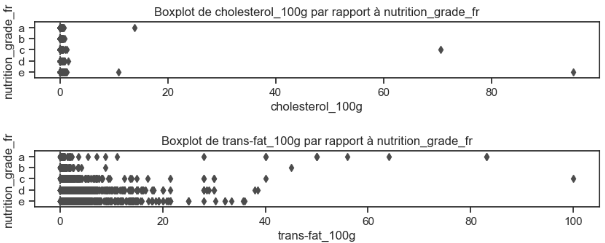 Boxplot de cholesterol_100g par rapport à nutrition_grade_fr
nutrition_grade_fr
a
b
c
d
e
0 20 40 60 80
cholesterol_100g
Boxplot de trans-fat_100g par rapport à nutrition_grade_fr
nutrition_grade_fr
a
b
c
d
e
0 20 40 60 80 100
trans-fat_100g